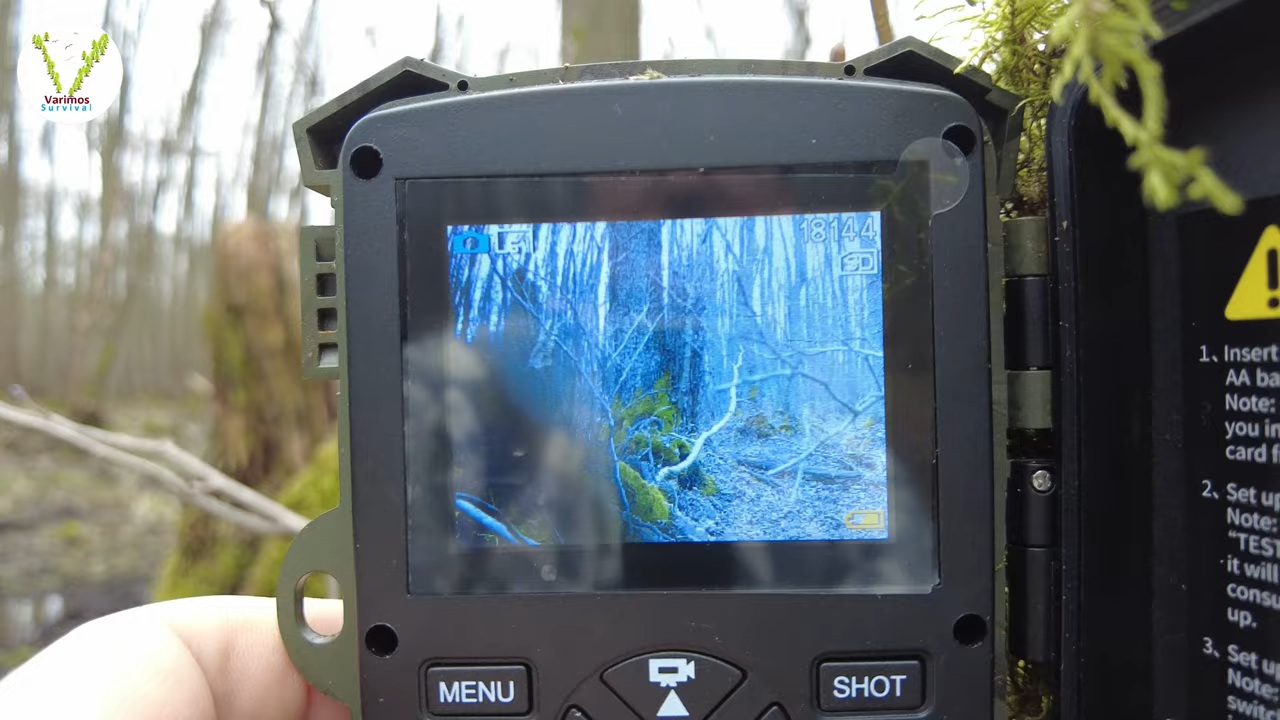 Varimos
Survival
18144
SD
MENU
SHOT
1、Insert
AA ba
Note:
you in
card f
2、Set up
Note:
"TEST
it will
consu
up.
3、Set up
Note:
switch